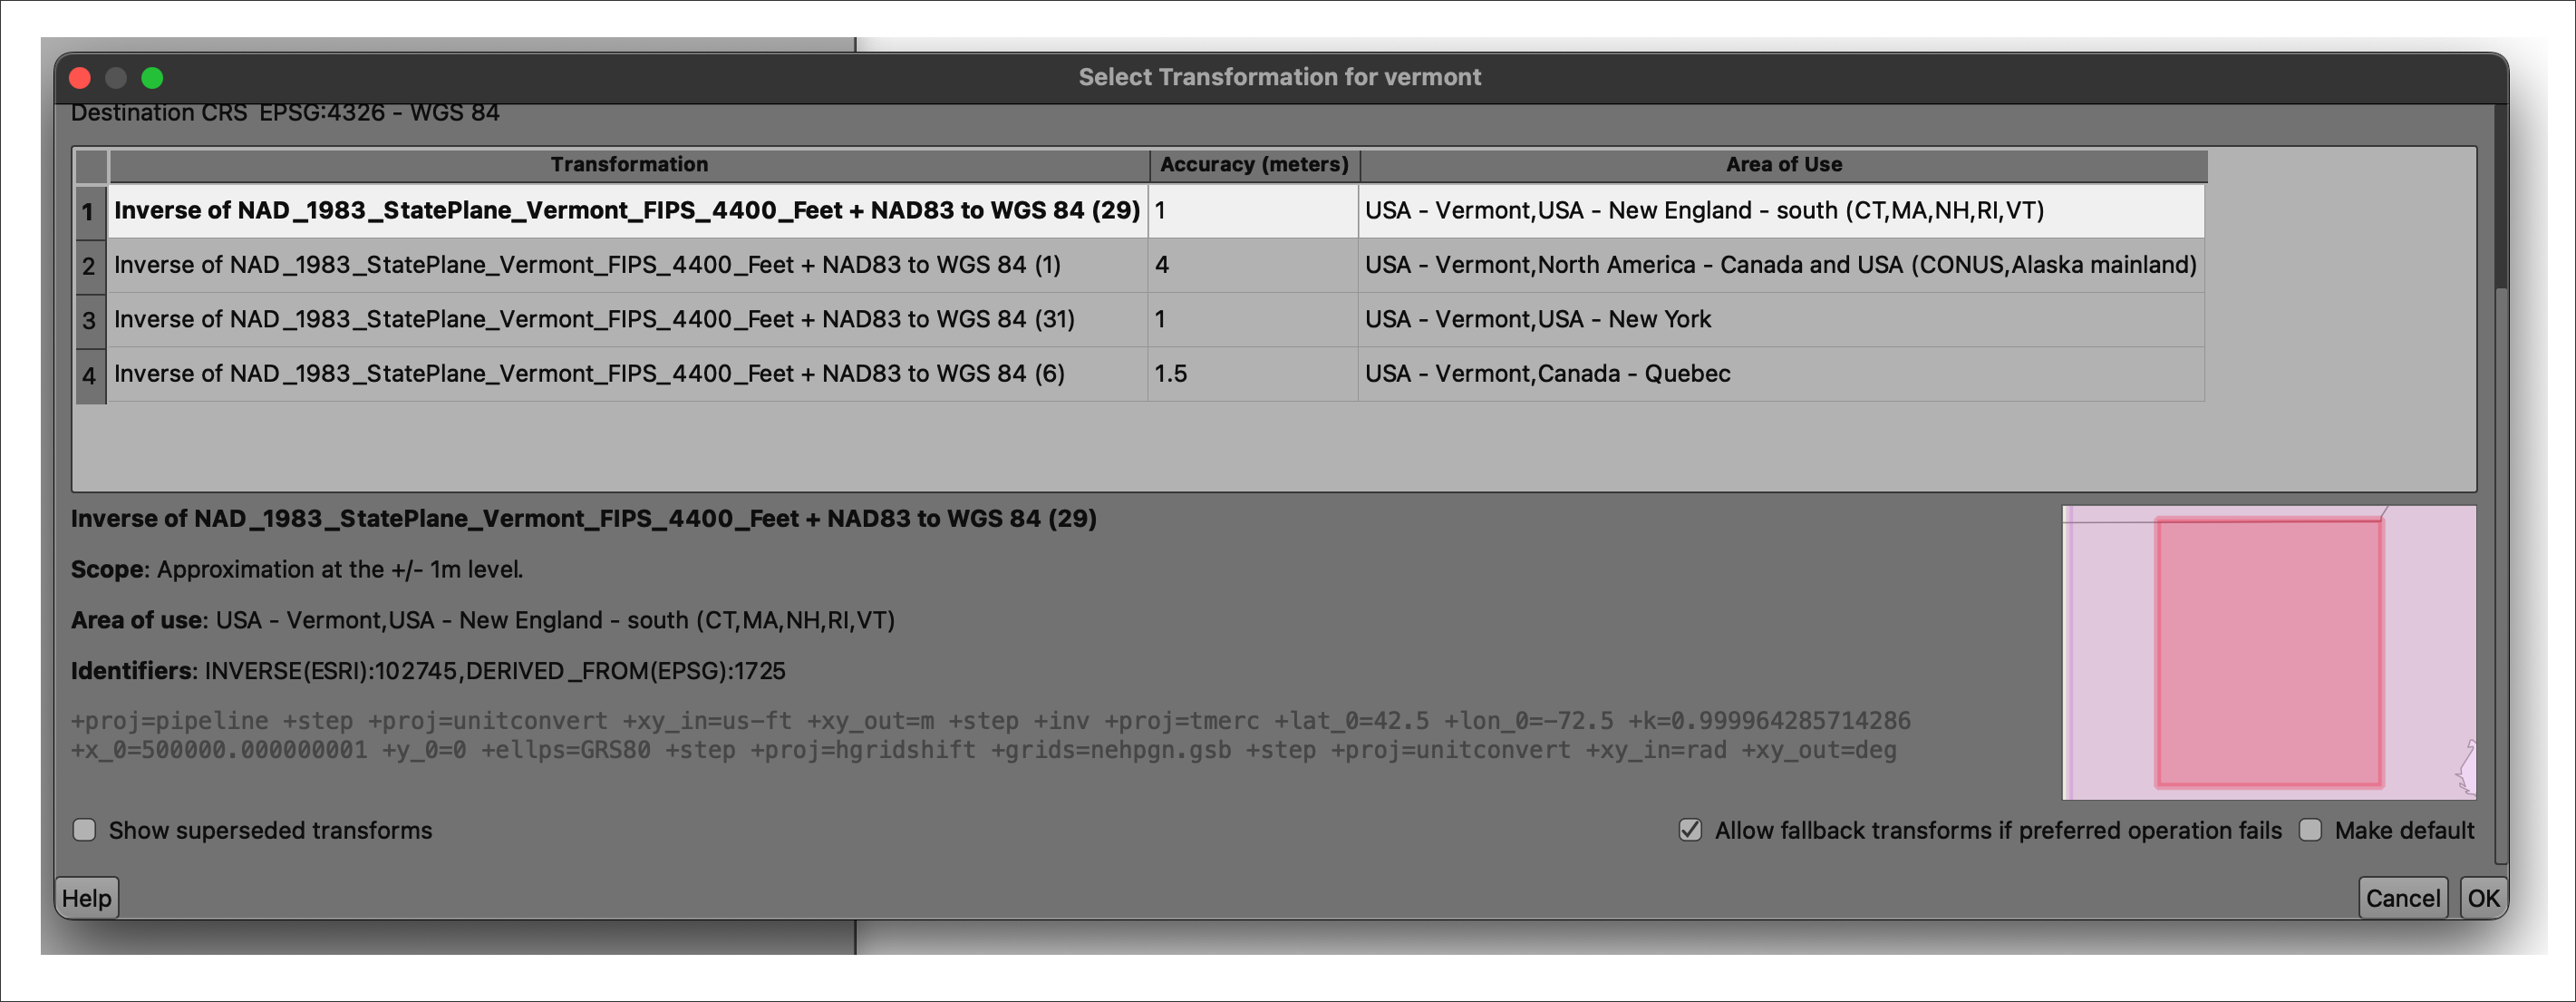 Select Transformation for vermont
Destination CRS EPSG:4326 - WGS 84
Transformation Accuracy (meters) Area of Use
1 Inverse of NAD_1983_StatePlane_Vermont_FIPS_4400_Feet + NAD83 to WGS 84 (29) 1 USA - Vermont,USA - New England - south (CT,MA,NH,RI,VT)
2 Inverse of NAD_1983_StatePlane_Vermont_FIPS_4400_Feet + NAD83 to WGS 84 (1) 4 USA - Vermont,North America - Canada and USA (CONUS,Alaska mainland)
3 Inverse of NAD_1983_StatePlane_Vermont_FIPS_4400_Feet + NAD83 to WGS 84 (31) 1 USA - Vermont,USA - New York
4 Inverse of NAD_1983_StatePlane_Vermont_FIPS_4400_Feet + NAD83 to WGS 84 (6) 1.5 USA - Vermont,Canada - Quebec
Inverse of NAD_1983_StatePlane_Vermont_FIPS_4400_Feet + NAD83 to WGS 84 (29)
Scope: Approximation at the +/- 1m level.
Area of use: USA - Vermont,USA - New England - south (CT,MA,NH,RI,VT)
Identifiers: INVERSE(ESRI):102745,DERIVED_FROM(EPSG):1725
+proj=pipeline +step +proj=unitconvert +xy_in=us-ft +xy_out=m +step +inv +proj=tmerc +lat_0=42.5 +lon_0=-72.5 +k=0.999964285714286
+x_0=500000.000000001 +y_0=0 +ellps=GRS80 +step +proj=hgridshift +grids=nehpgn.gsb +step +proj=unitconvert +xy_in=rad +xy_out=deg
Show superseded transforms Allow fallback transforms if preferred operation fails Make default
Help Cancel OK